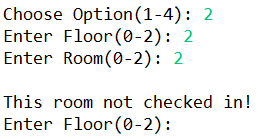 Choose Option(1-4): 2
Enter Floor(0-2): 2
Enter Room(0-2): 2
This room not checked in!
Enter Floor(0-2):